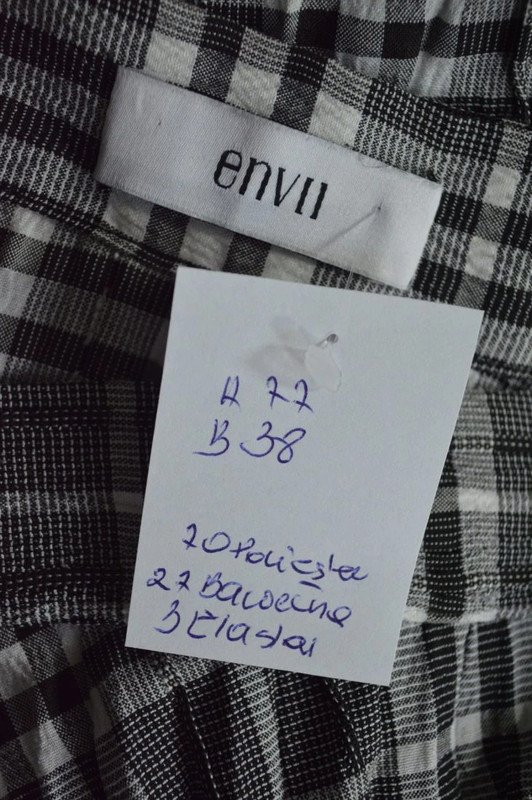 envii
A 77
B 38
70 Poliester
27 Bawełna
3 Elastan